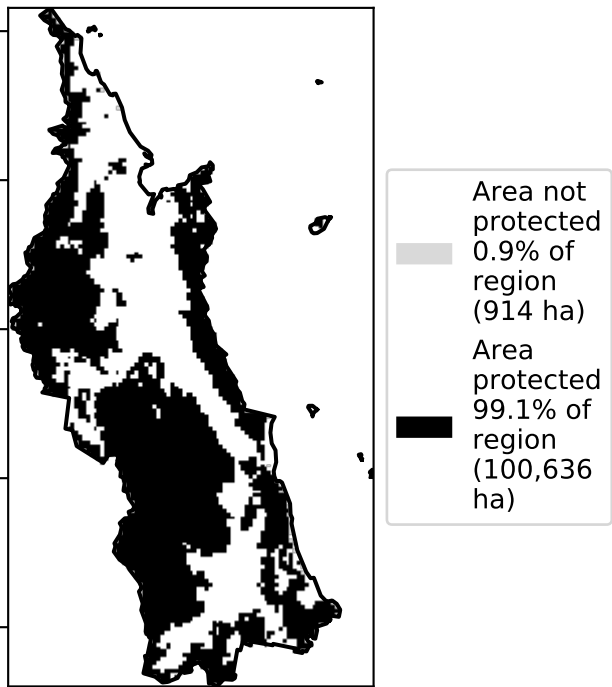 Area not
protected
0.9% of
region
(914 ha)
Area
protected
99.1% of
region
(100,636
ha)